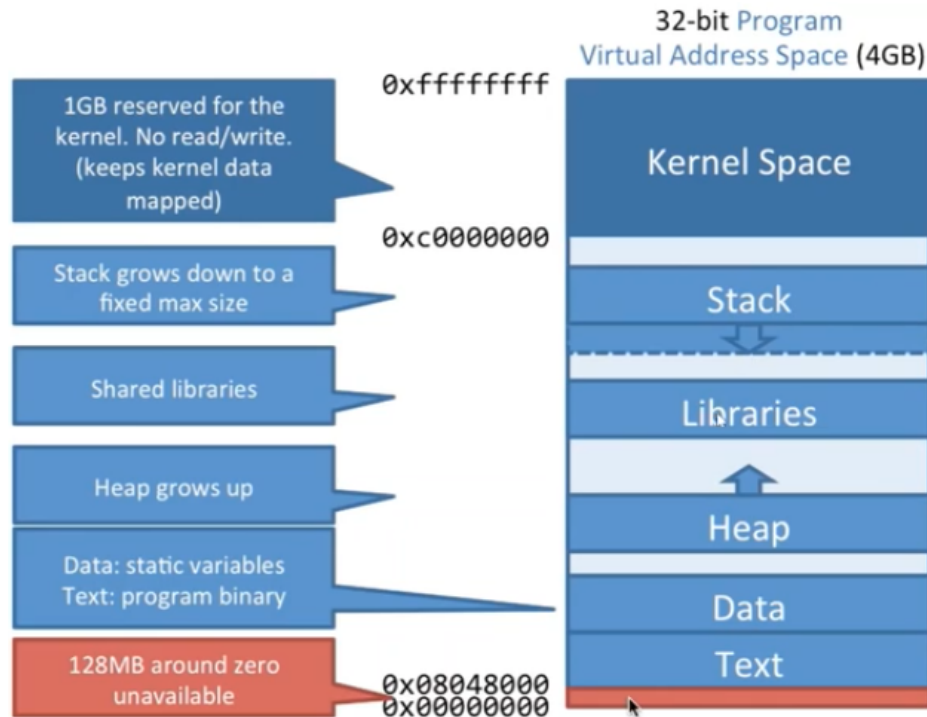 32-bit Program
Virtual Address Space (4GB)
0xffffffff
1GB reserved for the
kernel. No read/write.
(keeps kernel data
mapped)
Kernel Space
0xc0000000
Stack grows down to a
fixed max size
Stack
Shared libraries
Libraries
Heap grows up
Heap
Data: static variables
Text: program binary
Data
Text
128MB around zero
unavailable
0x08048000
0x00000000